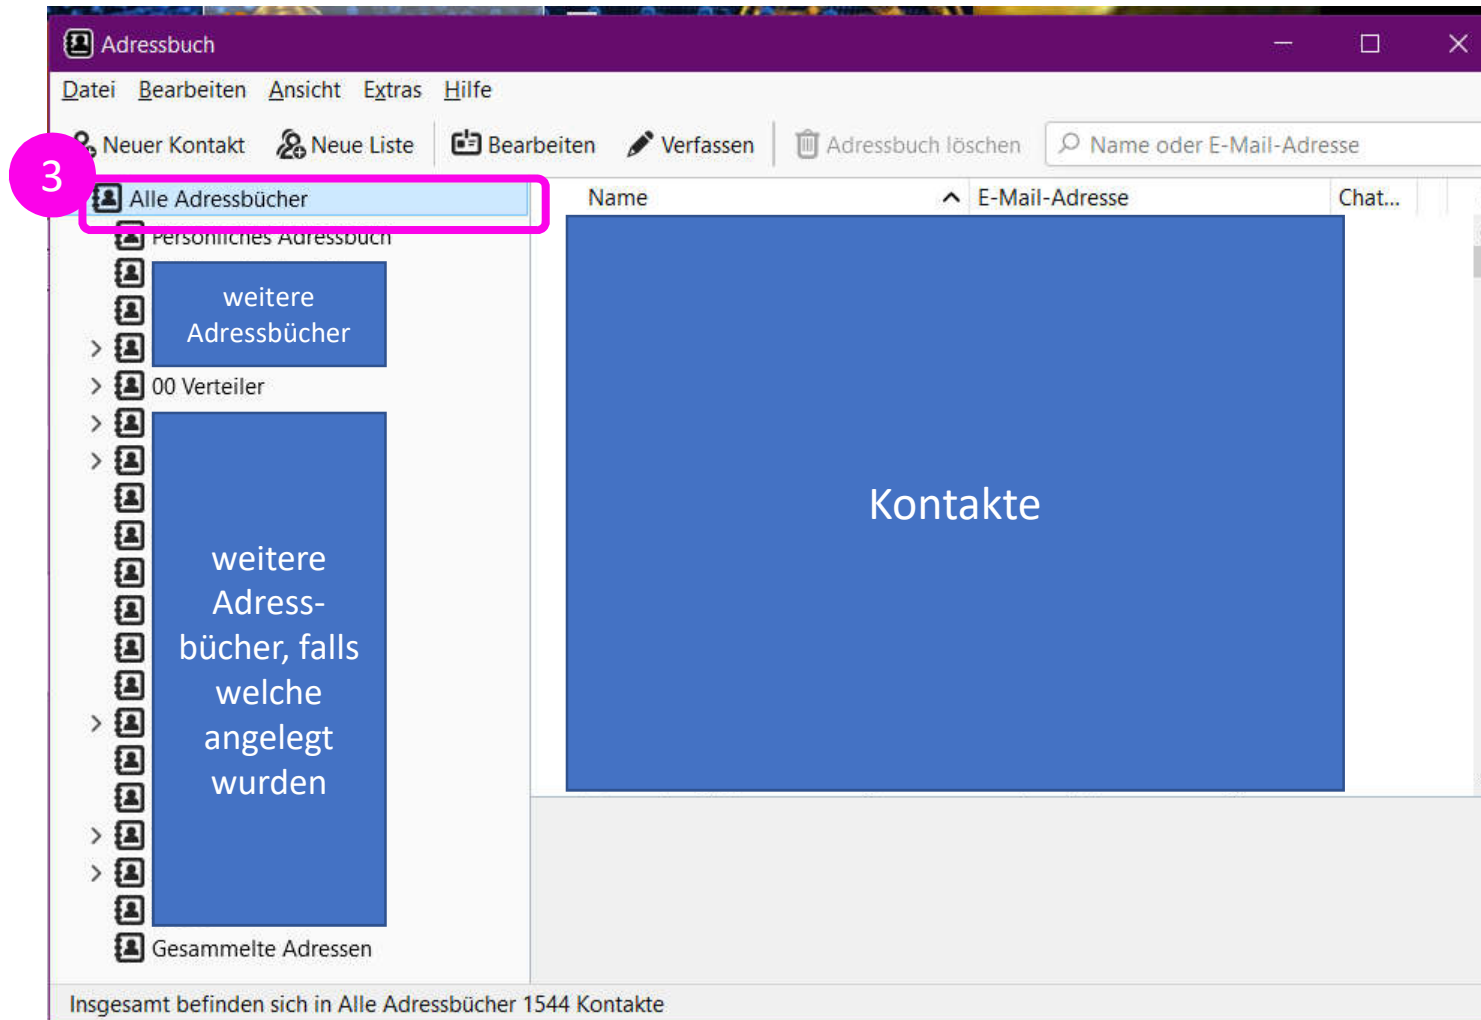 Adressbuch
Datei Bearbeiten Ansicht Extras Hilfe
Neuer Kontakt Neue Liste Bearbeiten Verfassen Adressbuch löschen Name oder E-Mail-Adresse
3
Alle Adressbücher
Name E-Mail-Adresse Chat...
Persönliches Adressbuch
weitere
Adressbücher
00 Verteiler
Kontakte
weitere
Adress-
bücher, falls
welche
angelegt
wurden
Gesammelte Adressen
Insgesamt befinden sich in Alle Adressbücher 1544 Kontakte